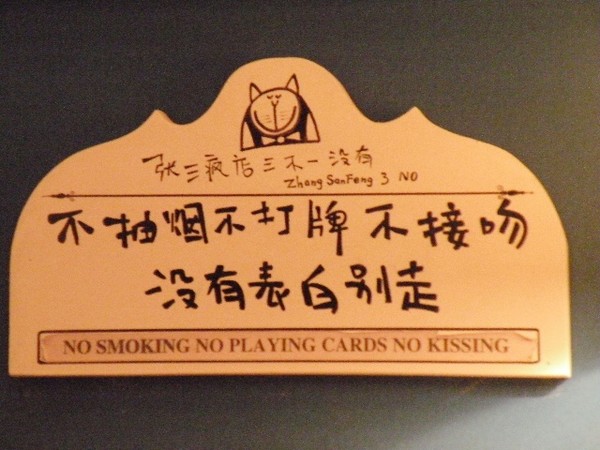 张三疯店三不一没有
Zhang SanFeng 3 NO
不抽烟不打牌不接吻
没有表白别走
NO SMOKING NO PLAYING CARDS NO KISSING